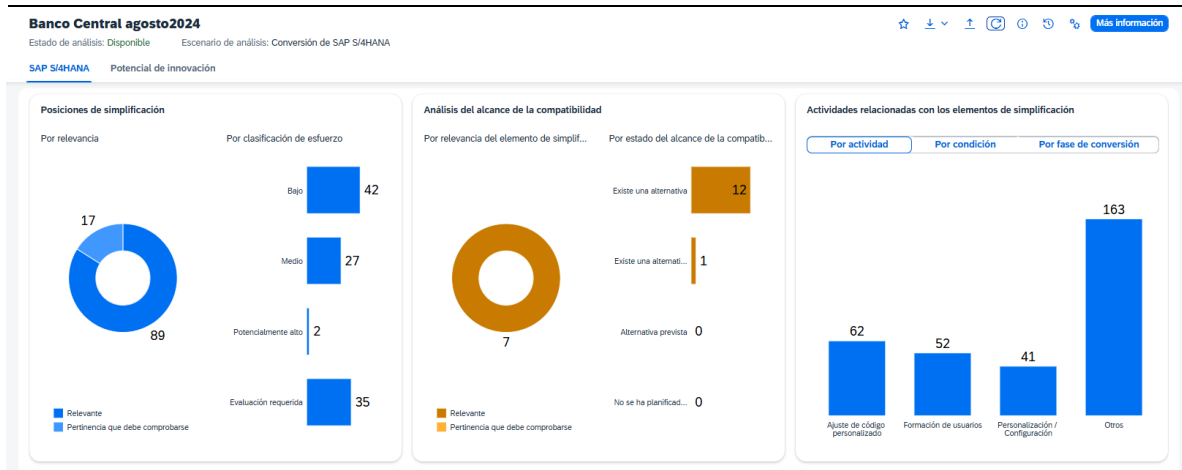 Banco Central agosto2024
Más información
Estado de análisis: Disponible Escenario de análisis: Conversión de SAP S/4HANA
SAP S/4HANA Potencial de innovación
Posiciones de simplificación
Por relevancia
17
89
Relevante
Pertinencia que debe comprobarse
Por clasificación de esfuerzo
Bajo 42
Medio 27
Potencialmente alto 2
Evaluación requerida 35
Análisis del alcance de la compatibilidad
Por relevancia del elemento de simplif...
7
Relevante
Pertinencia que debe comprobarse
Por estado del alcance de la compatib...
Existe una alternativa 12
Existe una alternati... 1
Alternativa prevista 0
No se ha planificad... 0
Actividades relacionadas con los elementos de simplificación
Por actividad Por condición Por fase de conversión
62
52
41
163
Ajuste de código
personalizado
Formación de usuarios
Personalización /
Configuración
Otros